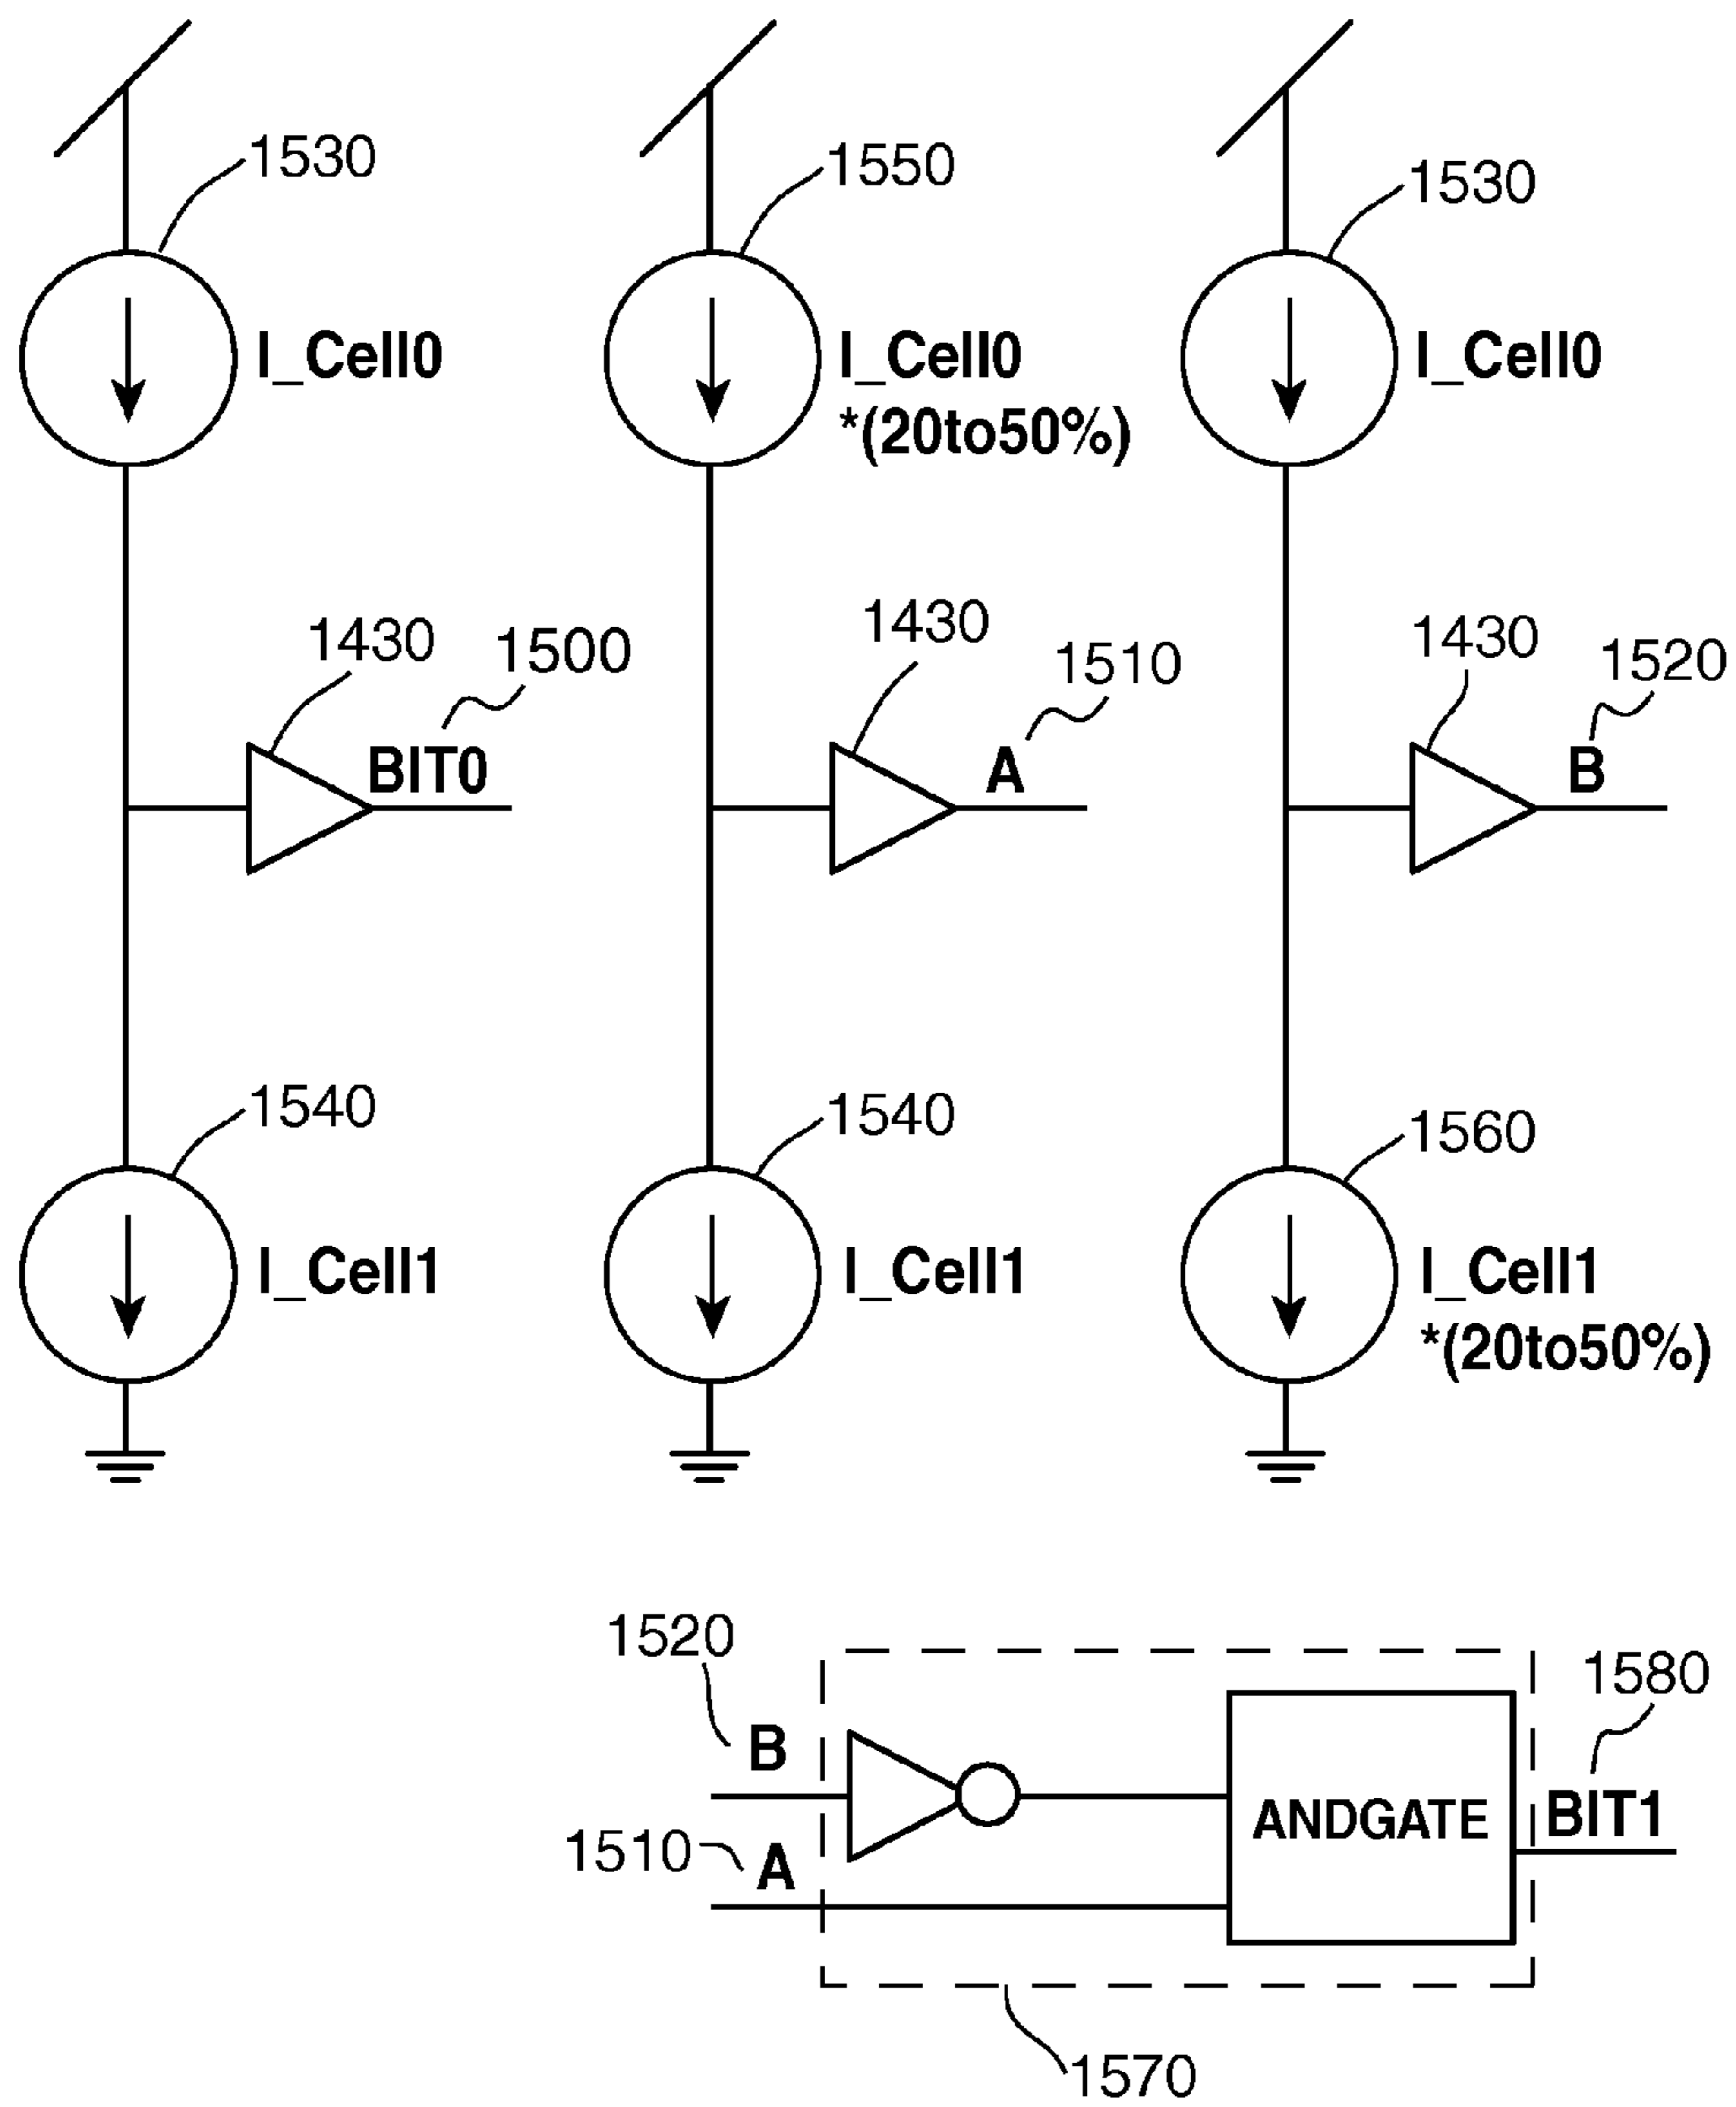 1530
1550
1530
I_Cell0
I_Cell0
*(20to50%)
I_Cell0
1430
1500
1430
1510
1430
1520
BIT0
A
B
1540
1540
1560
I_Cell1
I_Cell1
I_Cell1
*(20to50%)
1520
1580
B
1510
A
ANDGATE
BIT1
1570